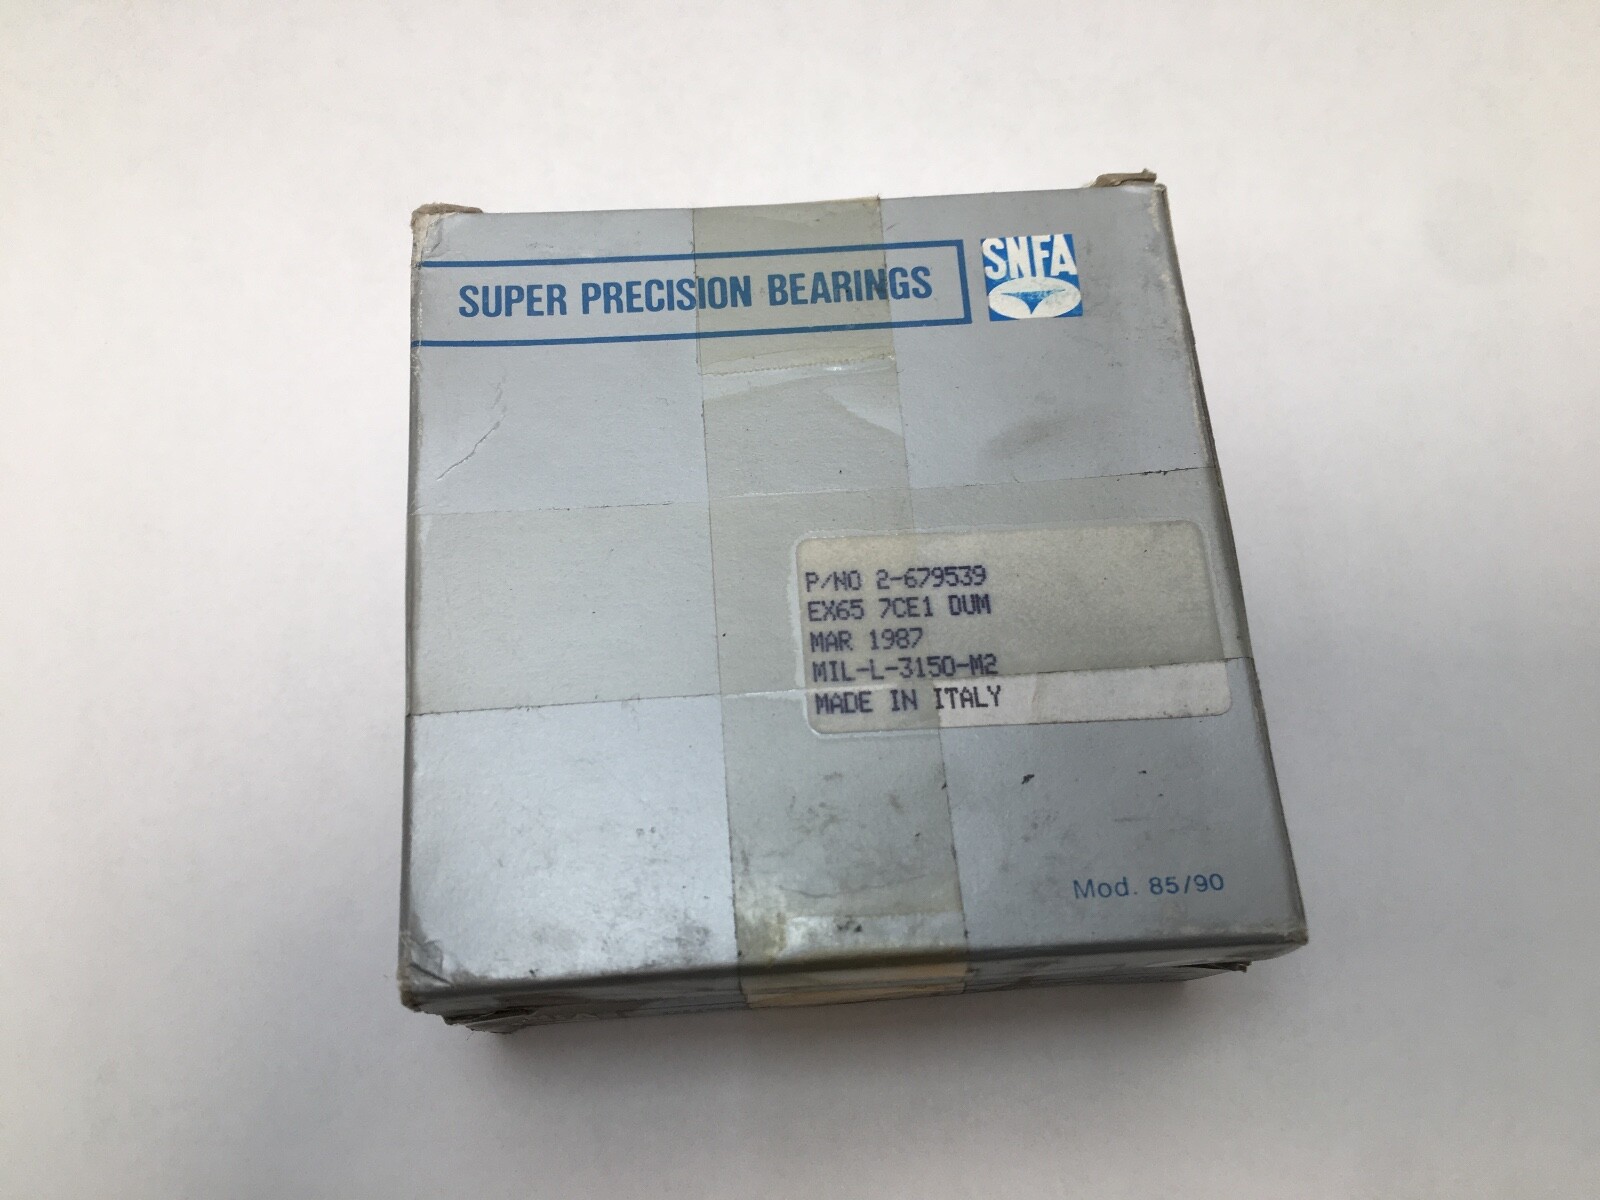 SUPER PRECISION BEARINGS
SNFA
P/NO 2-679539
EX65 7CE1 DUM
MAR 1987
MIL-L-3150-M2
MADE IN ITALY
Mod. 85/90